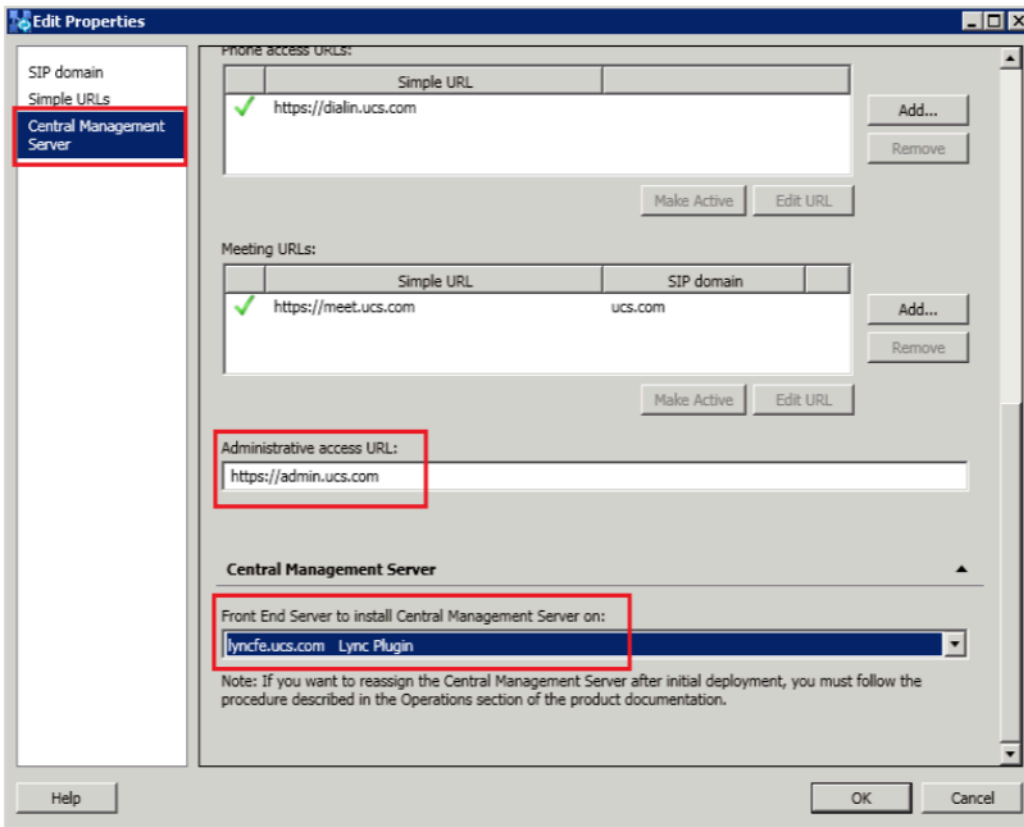 Edit Properties
SIP domain
Simple URLs
Central Management
Server
Phone access URLs:
Simple URL
https://dialin.ucs.com
Add...
Remove
Make Active
Edit URL
Meeting URLs:
Simple URL
SIP domain
https://meet.ucs.com
ucs.com
Add...
Remove
Make Active
Edit URL
Administrative access URL:
https://admin.ucs.com
Central Management Server
Front End Server to install Central Management Server on:
lyncfe.ucs.com Lync Plugin
Note: If you want to reassign the Central Management Server after initial deployment, you must follow the
procedure described in the Operations section of the product documentation.
Help
OK
Cancel